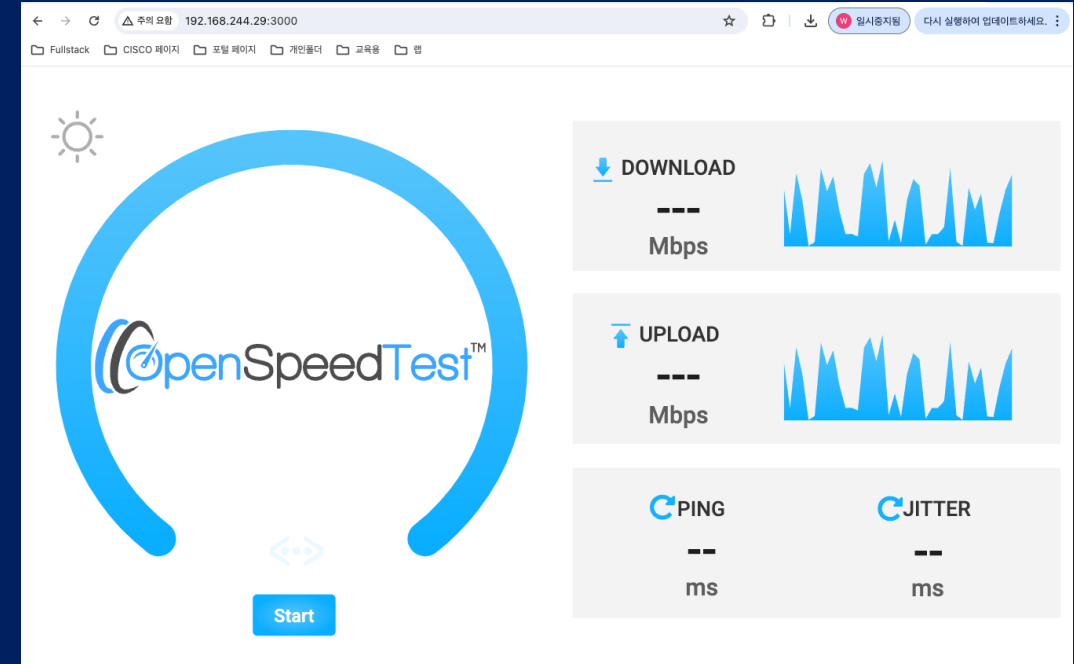 주의 요함 192.168.244.29:3000
W 일시중지됨
다시 실행하여 업데이트하세요.
Fullstack CISCO 페이지 포털 페이지 개인폴더 교육용 랩
OpenSpeedTest™
Start
DOWNLOAD
---
Mbps
UPLOAD
---
Mbps
PING
--
ms
JITTER
--
ms